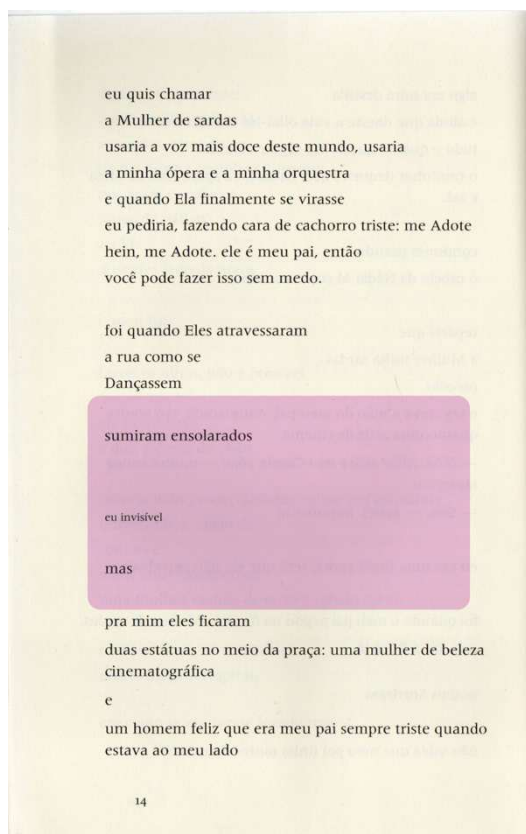 eu quis chamar
a Mulher de sardas
usaria a voz mais doce deste mundo, usaria
a minha ópera e a minha orquestra
e quando Ela finalmente se virasse
eu pediria, fazendo cara de cachorro triste: me Adote
hein, me Adote. ele é meu pai, então
você pode fazer isso sem medo.
foi quando Eles atravessaram
a rua como se
Dançassem
sumiram ensolarados
eu invisível
mas
pra mim eles ficaram
duas estátuas no meio da praça: uma mulher de beleza
cinematográfica
e
um homem feliz que era meu pai sempre triste quando
estava ao meu lado
14